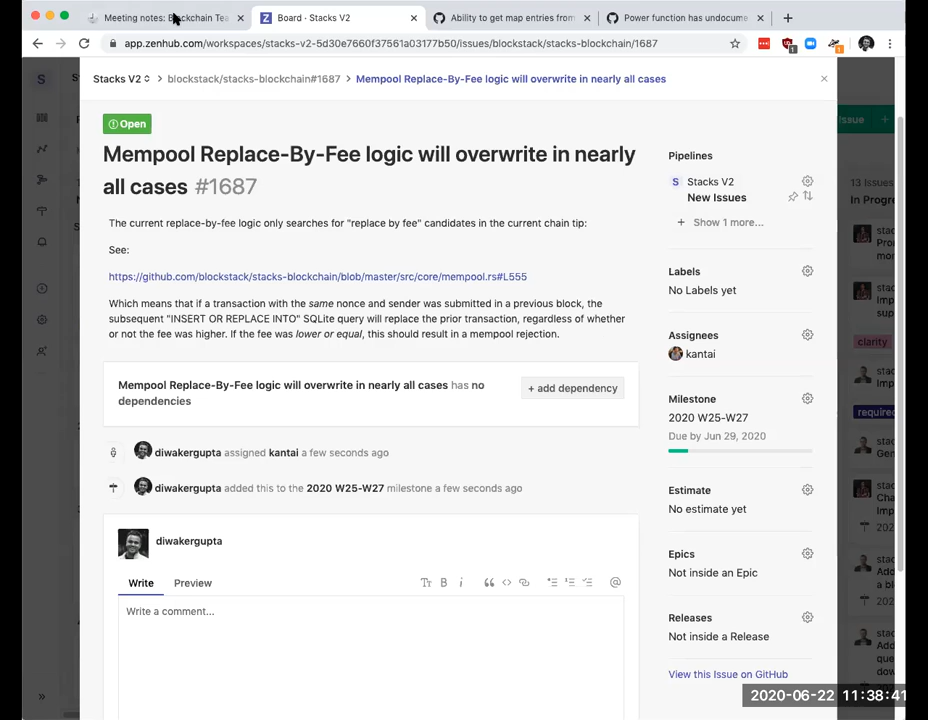 Meeting notes: Blockchain Tea
Board · Stacks V2
Ability to get map entries from
Power function has undocume
app.zenhub.com/workspaces/stacks-v2-5d30e7660f37561a03177b50/issues/blockstack/stacks-blockchain/1687
Stacks V2 > blockstack/stacks-blockchain#1687 > Mempool Replace-By-Fee logic will overwrite in nearly all cases
Open
Mempool Replace-By-Fee logic will overwrite in nearly
all cases #1687
The current replace-by-fee logic only searches for "replace by fee" candidates in the current chain tip:
See:
https://github.com/blockstack/stacks-blockchain/blob/master/src/core/mempool.rs#L555
Which means that if a transaction with the same nonce and sender was submitted in a previous block, the
subsequent "INSERT OR REPLACE INTO" SQLite query will replace the prior transaction, regardless of whether
or not the fee was higher. If the fee was lower or equal, this should result in a mempool rejection.
Mempool Replace-By-Fee logic will overwrite in nearly all cases has no
dependencies
+ add dependency
diwakergupta assigned kantai a few seconds ago
diwakergupta added this to the 2020 W25-W27 milestone a few seconds ago
diwakergupta
Write
Preview
Write a comment...
Pipelines
S Stacks V2
New Issues
+ Show 1 more...
Labels
No Labels yet
Assignees
kantai
Milestone
2020 W25-W27
Due by Jun 29, 2020
Estimate
No estimate yet
Epics
Not inside an Epic
Releases
Not inside a Release
View this Issue on GitHub
ssue +
13 Issues
In Prog
clarity
required
2020-06-22 11:38:41